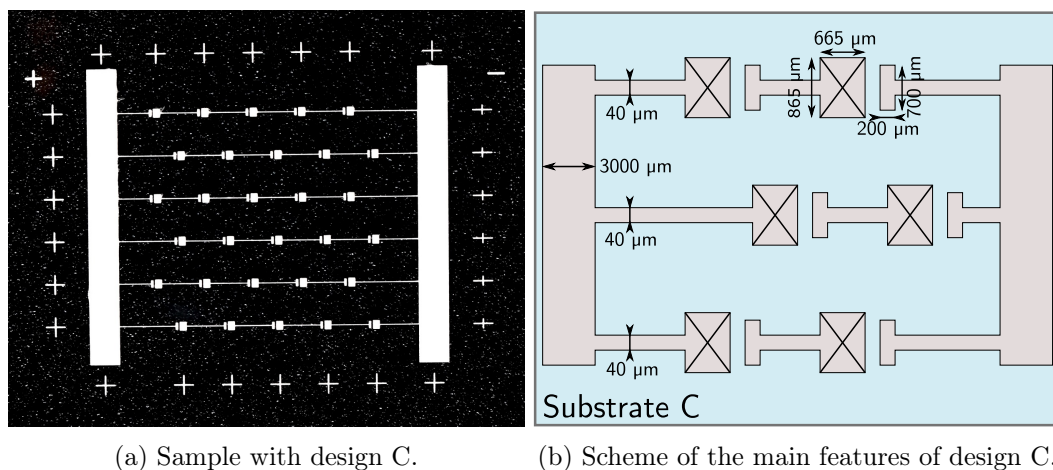 665 µm
40 µm
865 µm
700 µm
200 µm
3000 µm
40 µm
40 µm
Substrate C
(a) Sample with design C.
(b) Scheme of the main features of design C.